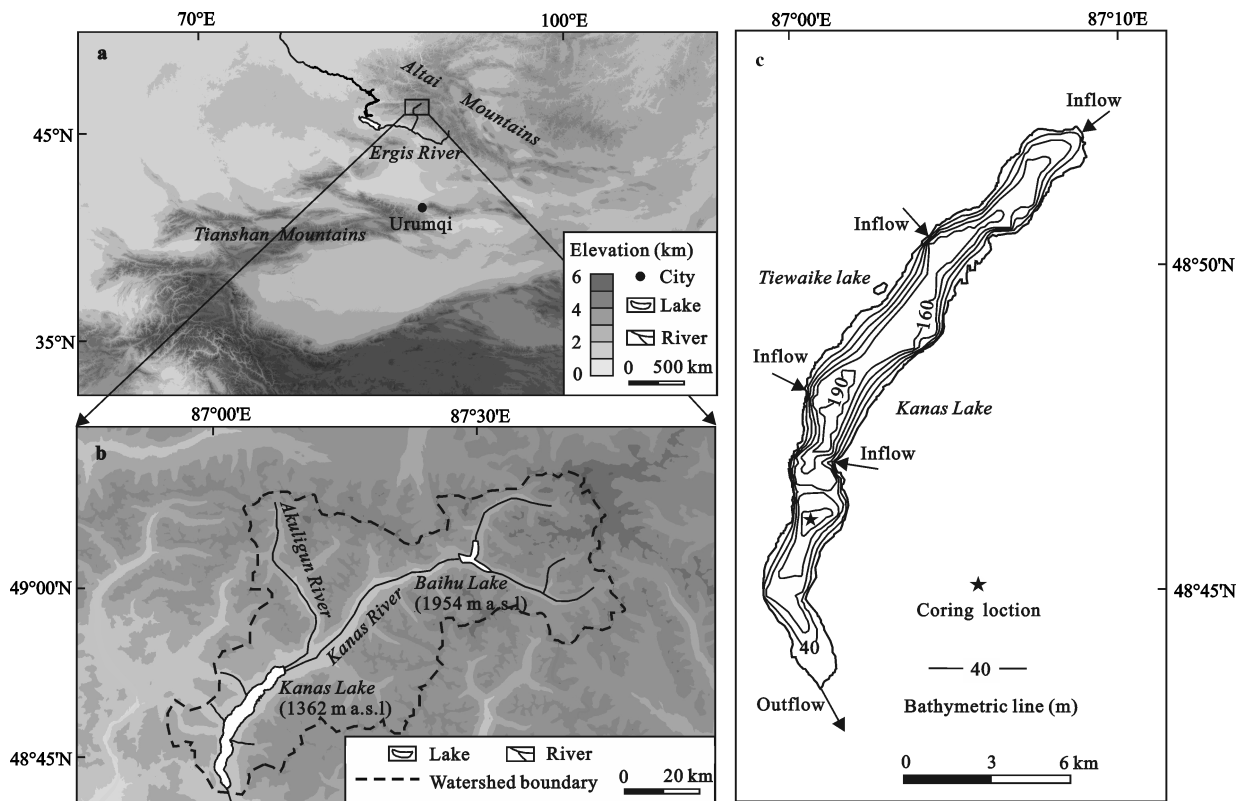 70°E
100°E
a
Altai
Mountains
45°N
Ergis River
Urumqi
Tianshan Mountains
35°N
Elevation (km)
6
4
2
0
City
Lake
River
0 500 km
87°00'E
87°30'E
b
Akuligun River
49°00'N
Baihu Lake
(1954 m a.s.l)
Kanas River
Kanas Lake
(1362 m a.s.l)
48°45'N
Lake
River
Watershed boundary
0 20 km
87°00'E
87°10'E
c
Inflow
Inflow
48°50'N
Tiewaike lake
160
Inflow
190
Kanas Lake
Inflow
48°45'N
Coring loction
40
40
Outflow
Bathymetric line (m)
0 3 6 km